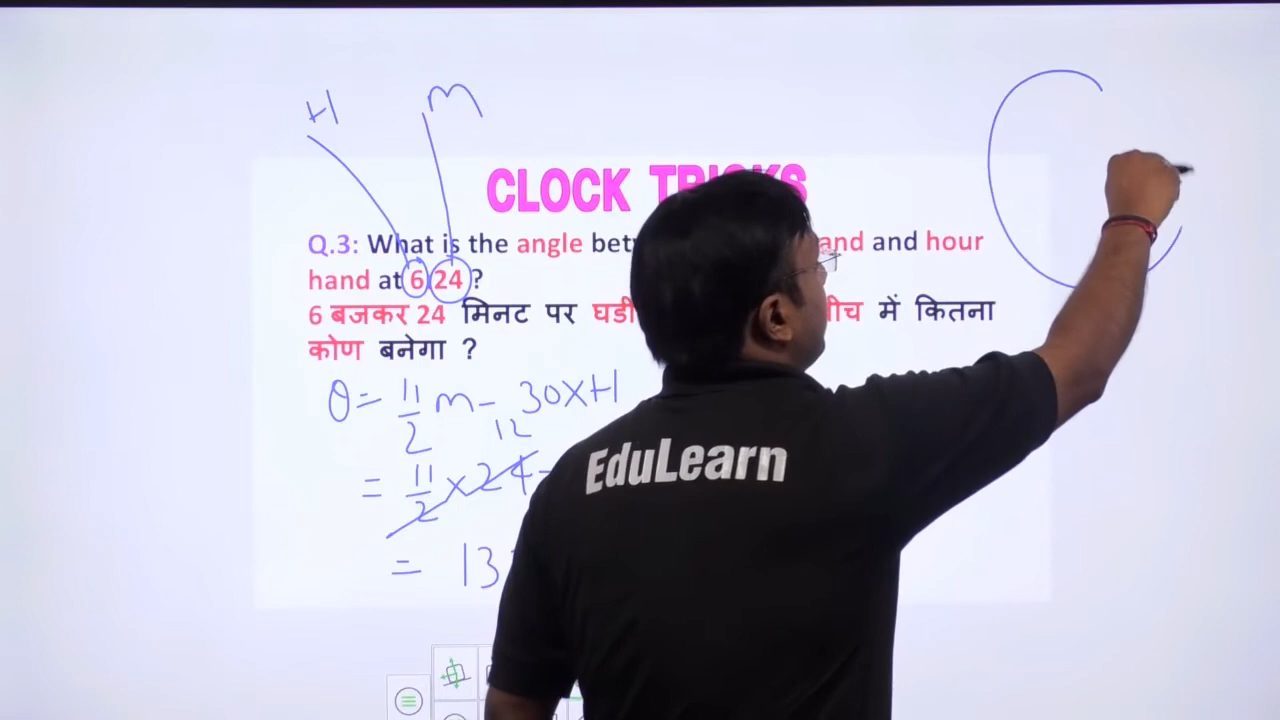 H M
CLOCK TRICKS
Q.3: What is the angle and and hour
hand at 6 24 ?
6 बजकर 24 मिनट पर घडी में कितना
कोण बनेगा ?
θ = 11/2 M - 30×H
12
= 11/2 × 24 -
= 13
EduLearn